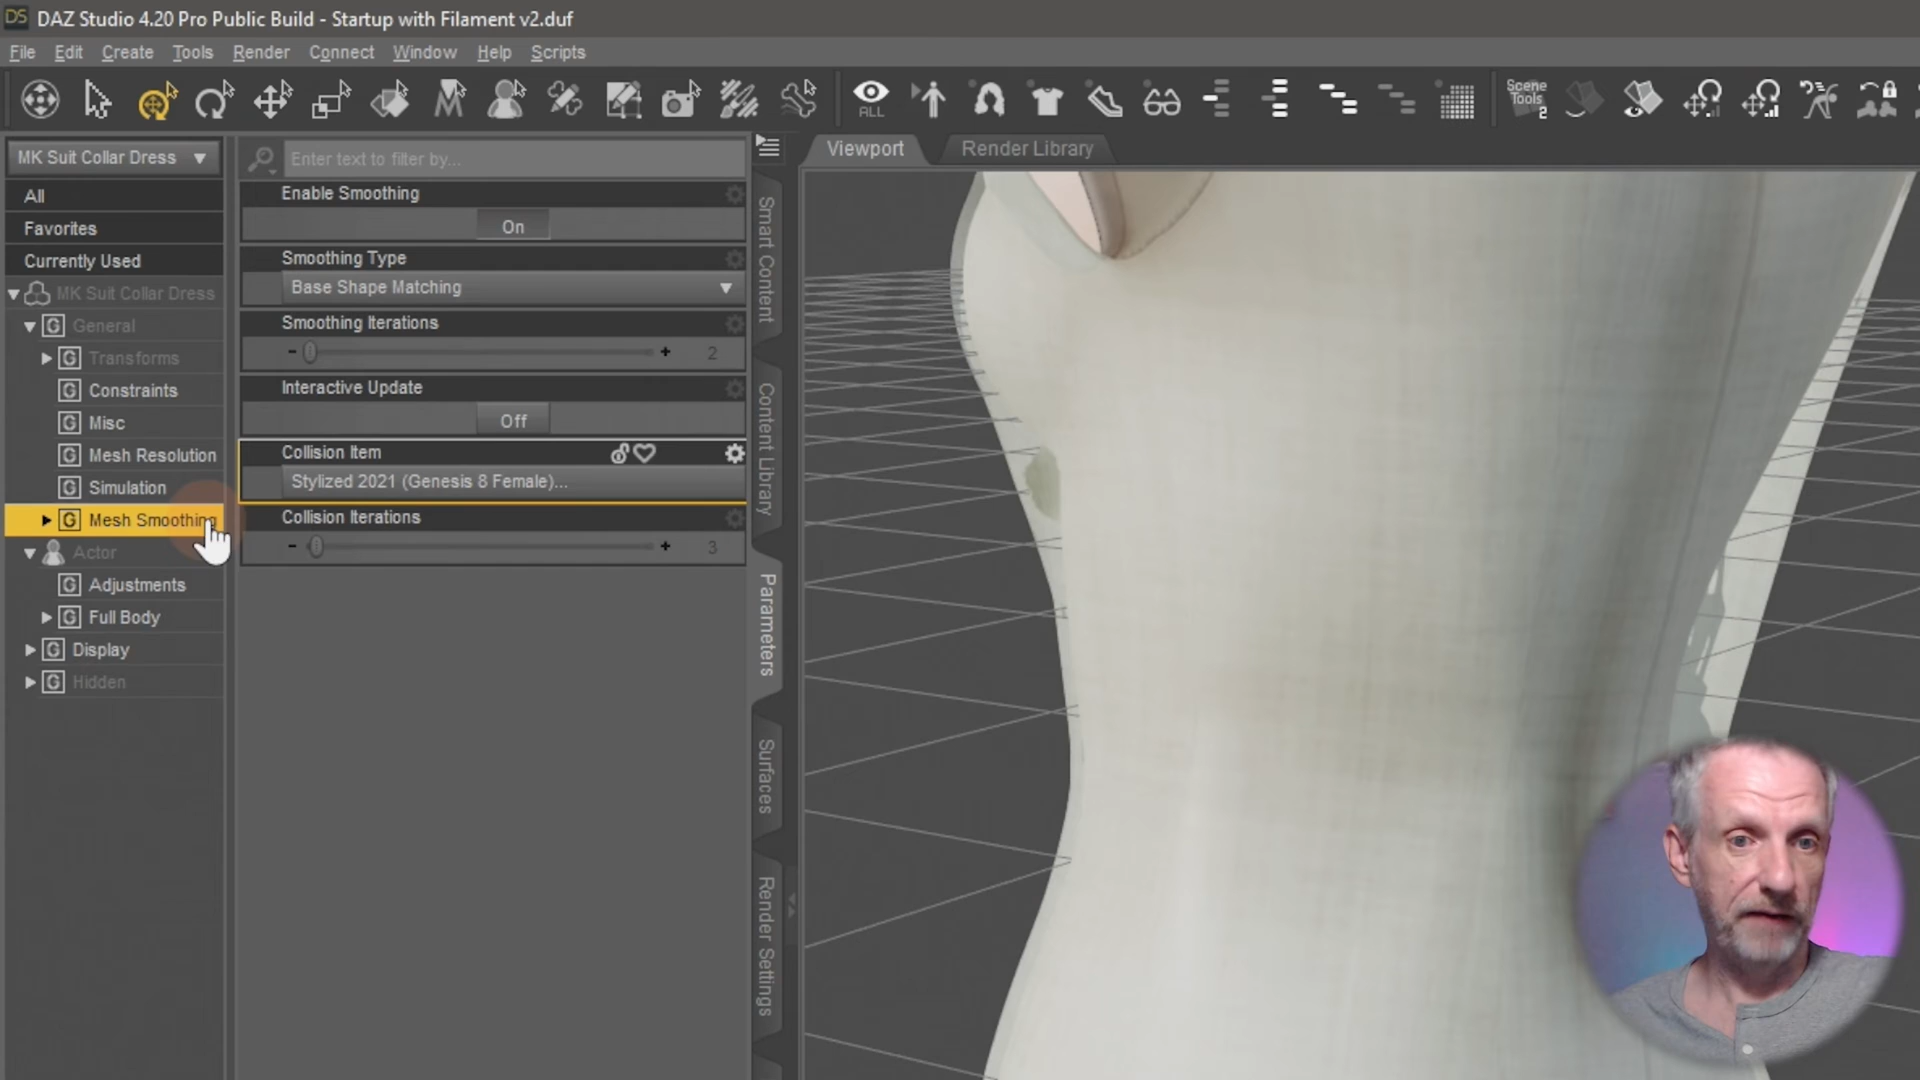 DS DAZ Studio 4.20 Pro Public Build - Startup with Filament v2.duf
File Edit Create Tools Render Connect Window Help Scripts
ALL
Scene
Tools
2
MK Suit Collar Dress
All
Favorites
Currently Used
MK Suit Collar Dress
General
Transforms
Constraints
Misc
Mesh Resolution
Simulation
Mesh Smoothing
Actor
Adjustments
Full Body
Display
Hidden
Enter text to filter by...
Enable Smoothing
On
Smoothing Type
Base Shape Matching
Smoothing Iterations
- + 2
Interactive Update
Off
Collision Item
Stylized 2021 (Genesis 8 Female)...
Collision Iterations
- + 3
Smart Content
Content Library
Parameters
Surfaces
Render Settings
Viewport
Render Library